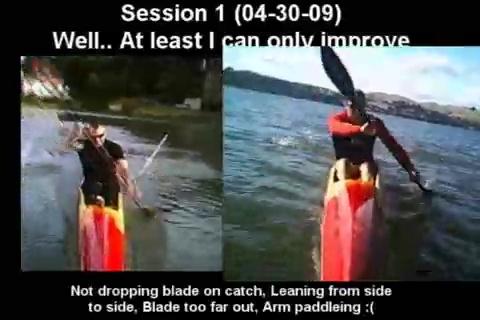 Session 1 (04-30-09)
Well.. At least I can only improve
Not dropping blade on catch, Leaning from side
to side, Blade too far out, Arm paddleing :(